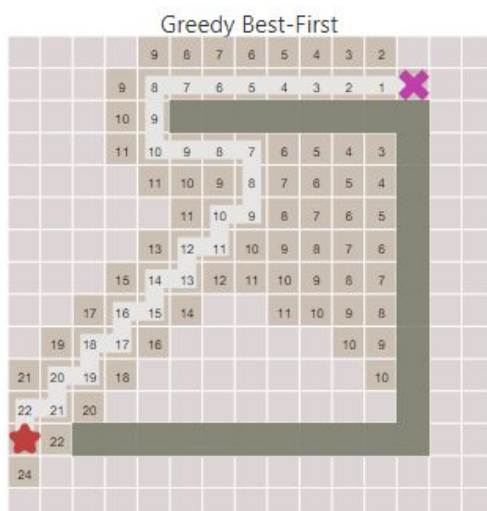 Greedy Best-First
9 8 7 6 5 4 3 2
9 8 7 6 5 4 3 2 1
10 9
11 10 9 8 7 6 5 4 3
11 10 9 8 7 6 5 4
11 10 9 8 7 6 5
13 12 11 10 9 8 7 6
15 14 13 12 11 10 9 8 7
17 16 15 14 11 10 9 8
19 18 17 16 10 9
21 20 19 18 10
22 21 20
22
24